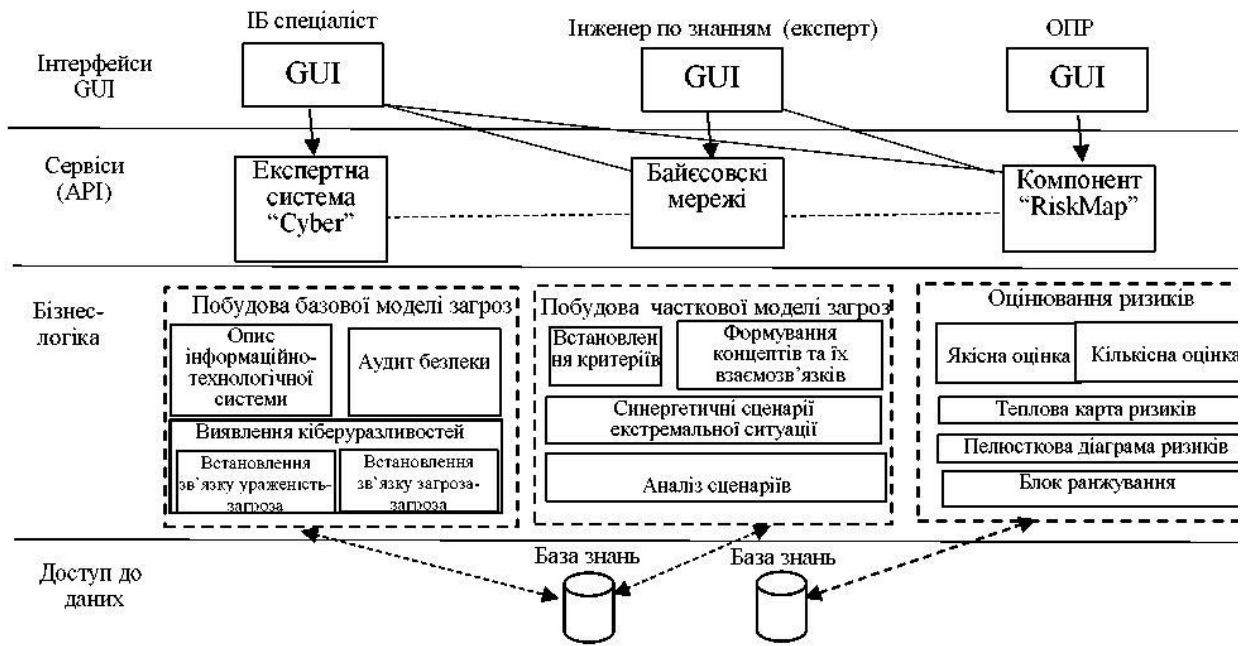 ІБ спеціаліст
Інженер по знанням (експерт)
ОПР
Інтерфейси
GUI
GUI
GUI
GUI
Сервіси
(API)
Експертна
система
“Cyber”
Байєсовскі
мережі
Компонент
“RiskMap”
Бізнес-
логіка
Побудова базової моделі загроз
Опис
інформаційно-
технологічної
системи
Аудит безпеки
Виявлення кіберуразливостей
Встановлення
зв’язку ураженість-
загроза
Встановлення
зв’язку загроза-
загроза
Побудова часткової моделі загроз
Встановлен
ня критеріїв
Формування
концептів та їх
взаємозв’язків
Синергетичні сценарії
екстремальної ситуації
Аналіз сценаріїв
Оцінювання ризиків
Якісна оцінка
Кількісна оцінка
Теплова карта ризиків
Пелюсткова діаграма ризиків
Блок ранжування
Доступ до
даних
База знань
База знань